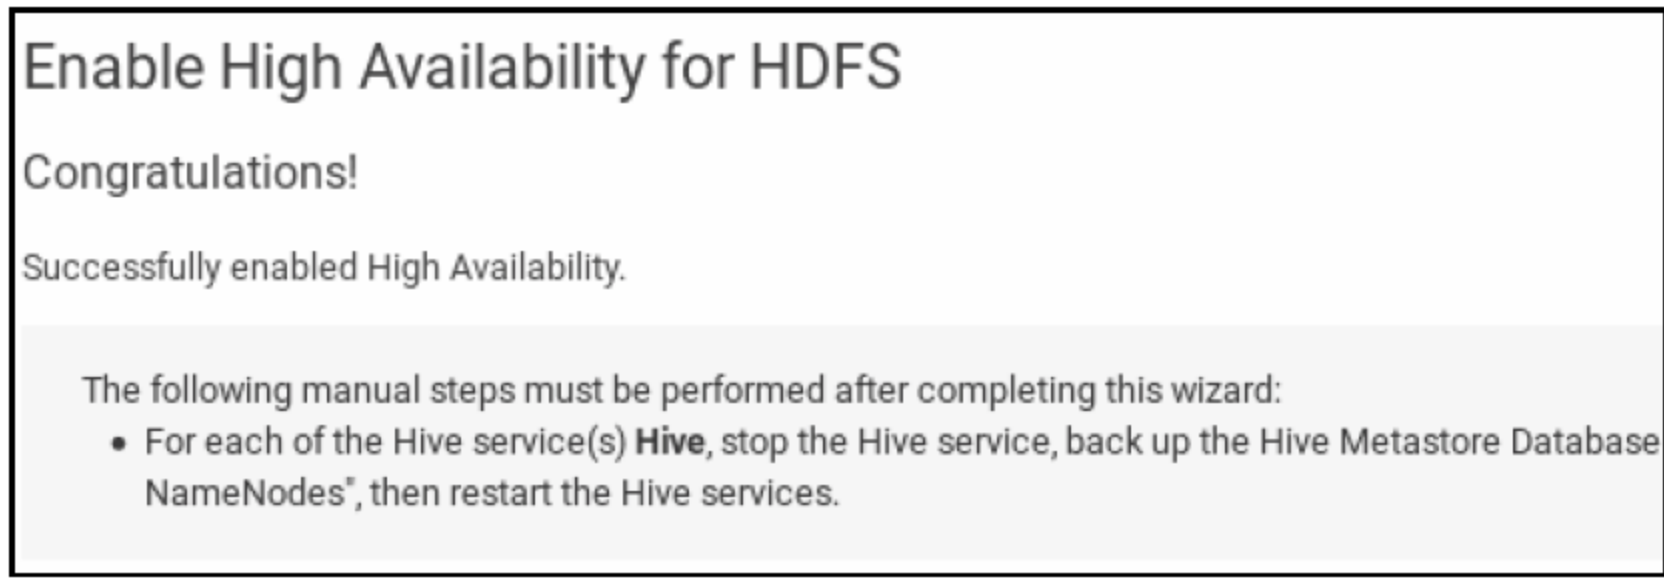 Enable High Availability for HDFS
Congratulations!
Successfully enabled High Availability.
The following manual steps must be performed after completing this wizard:
• For each of the Hive service(s) Hive, stop the Hive service, back up the Hive Metastore Database
NameNodes", then restart the Hive services.